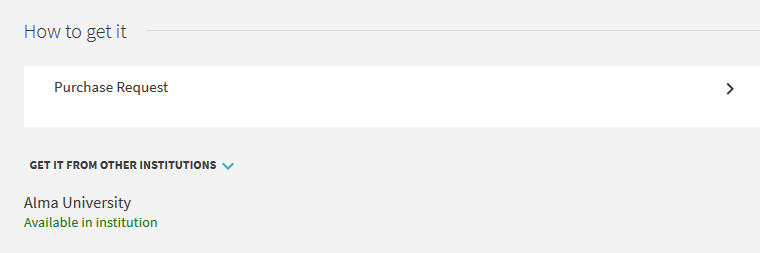 How to get it
Purchase Request
GET IT FROM OTHER INSTITUTIONS
Alma University
Available in institution